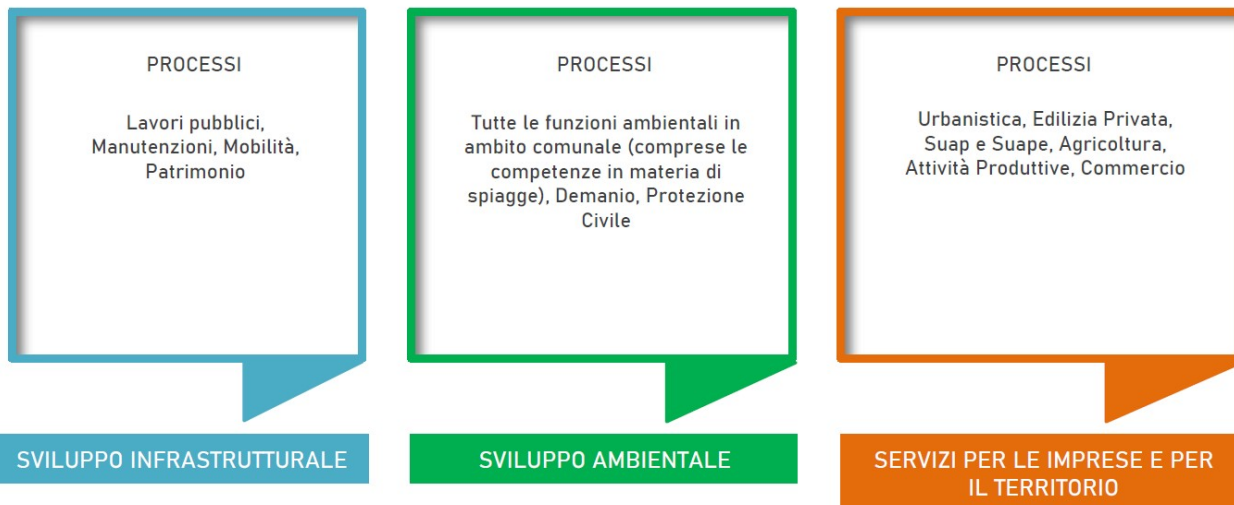 PROCESSI
Lavori pubblici,
Manutenzioni, Mobilità,
Patrimonio
SVILUPPO INFRASTRUTTURALE
PROCESSI
Tutte le funzioni ambientali in
ambito comunale (comprese le
competenze in materia di
spiagge), Demanio, Protezione
Civile
SVILUPPO AMBIENTALE
PROCESSI
Urbanistica, Edilizia Privata,
Suap e Suape, Agricoltura,
Attività Produttive, Commercio
SERVIZI PER LE IMPRESE E PER
IL TERRITORIO